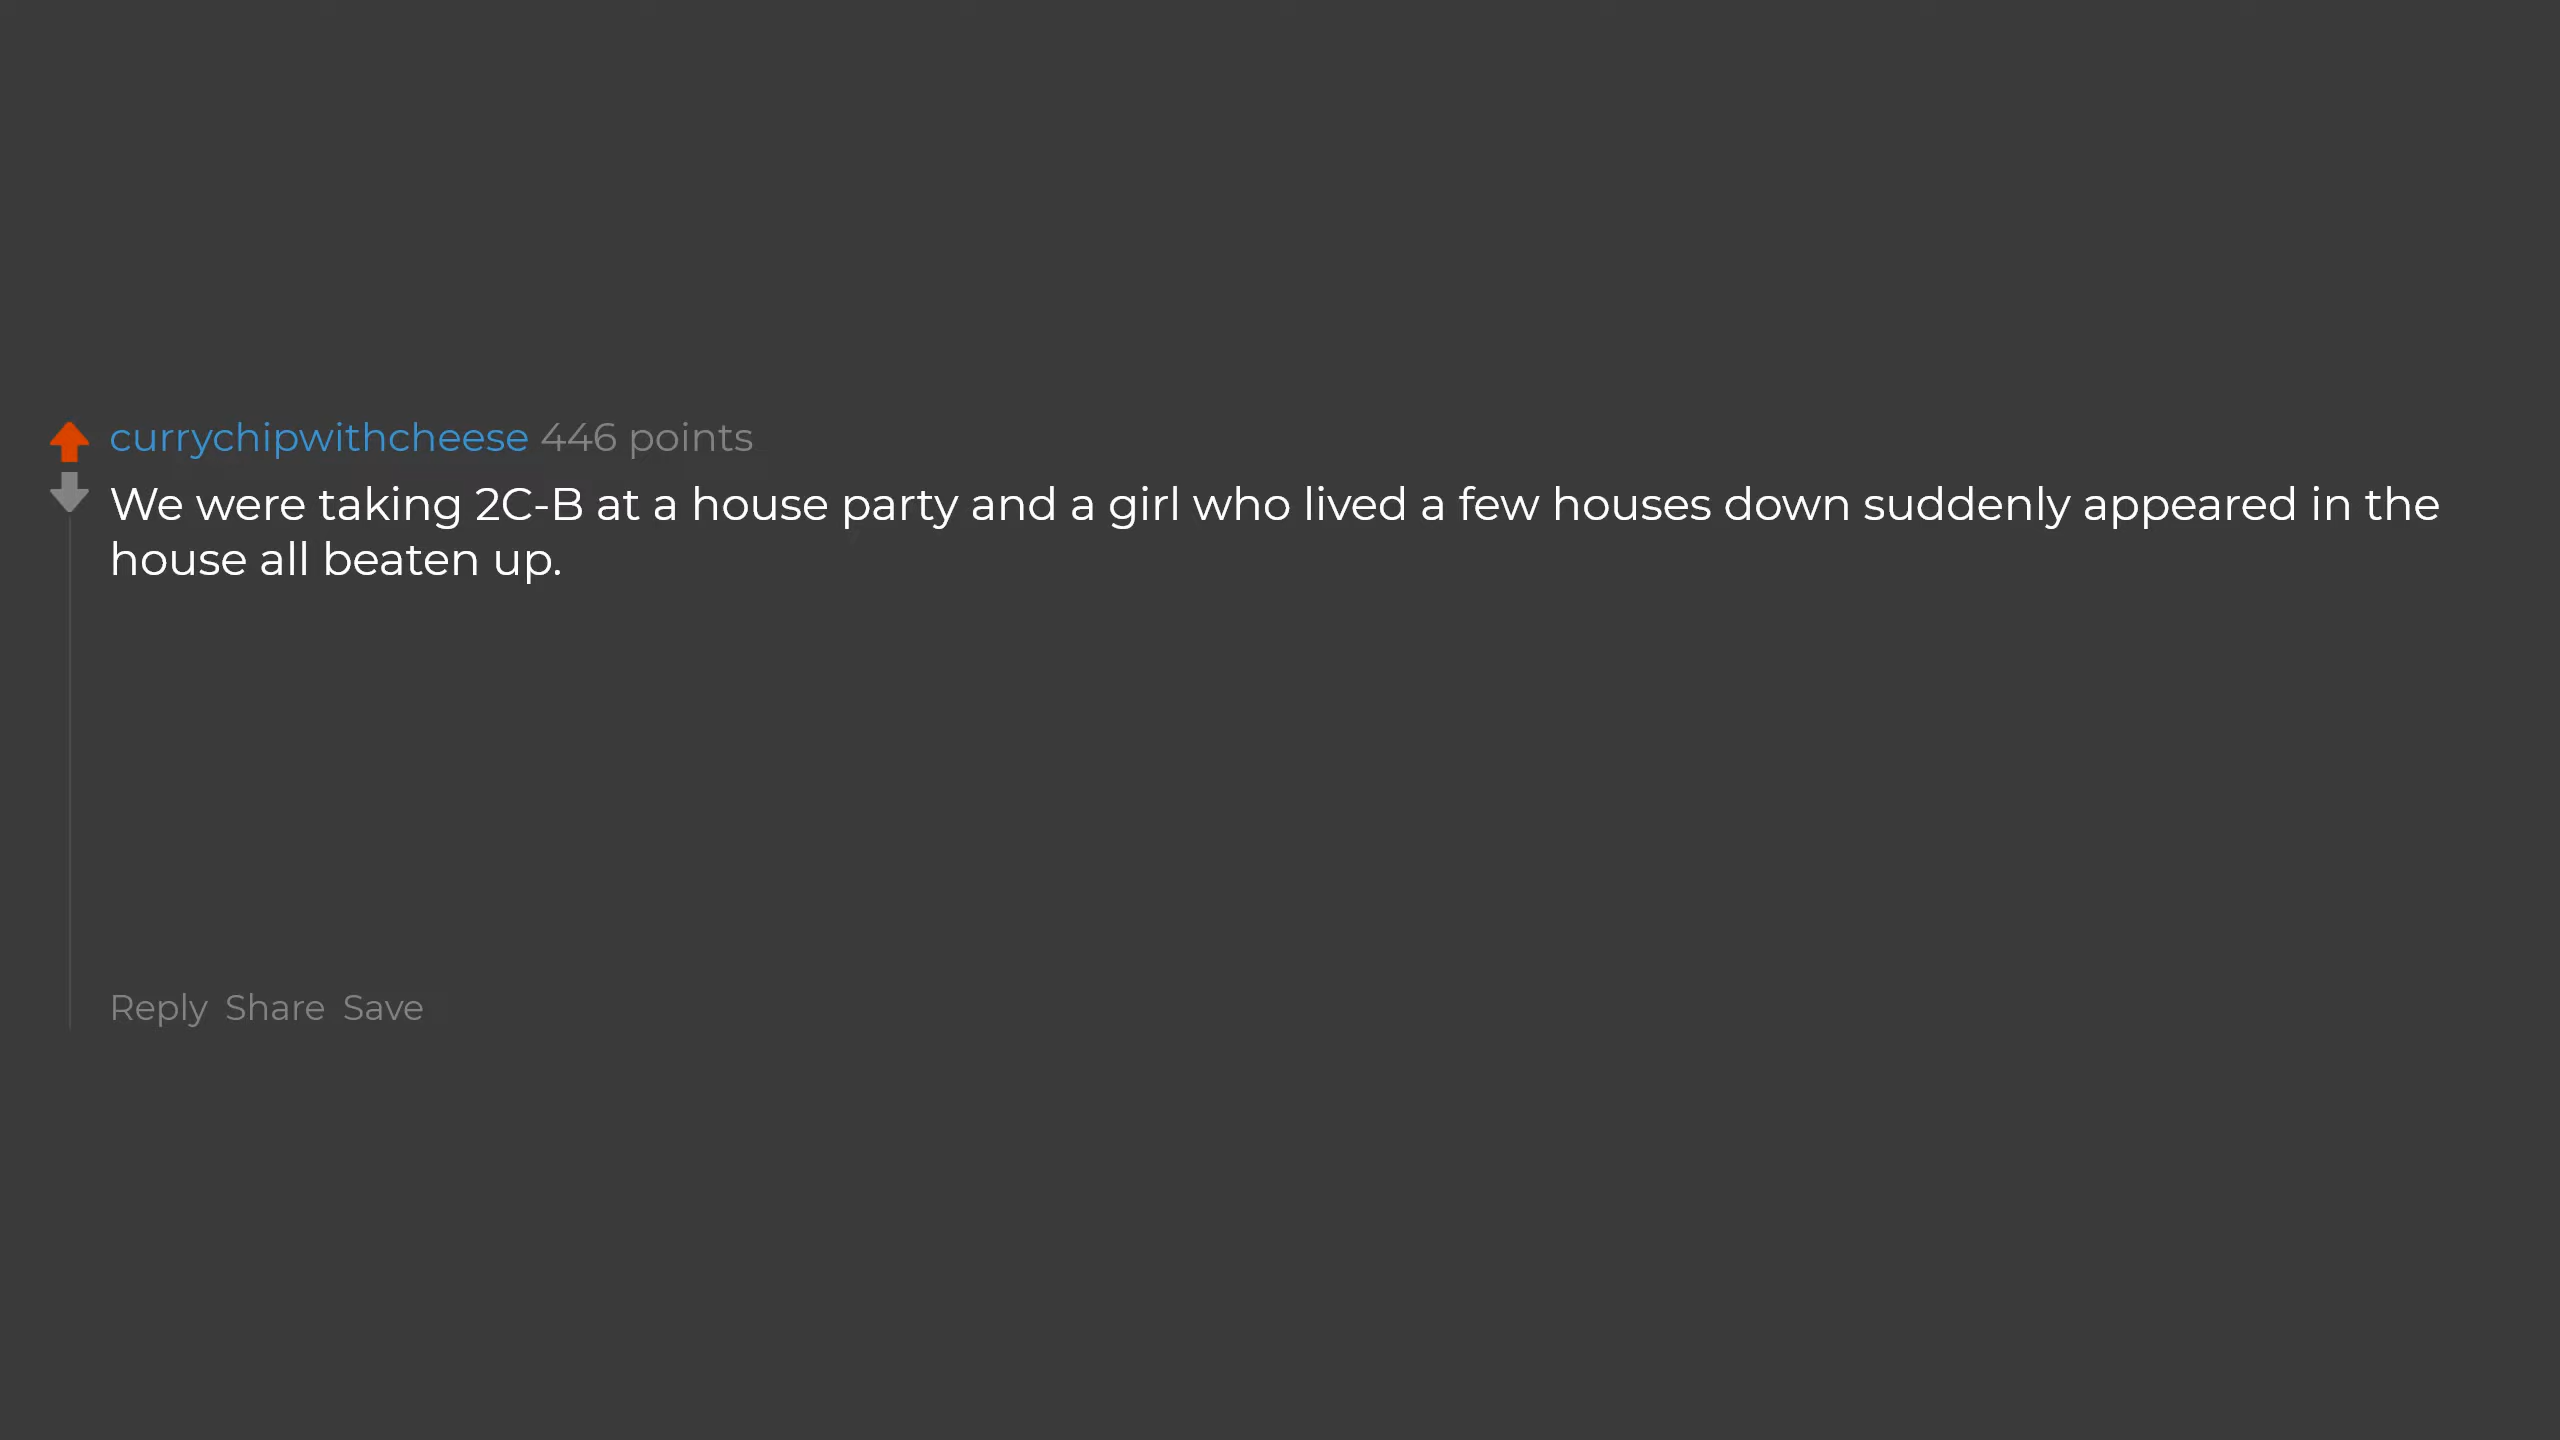 currychipwithcheese 446 points
We were taking 2C-B at a house party and a girl who lived a few houses down suddenly appeared in the
house all beaten up.
Reply Share Save